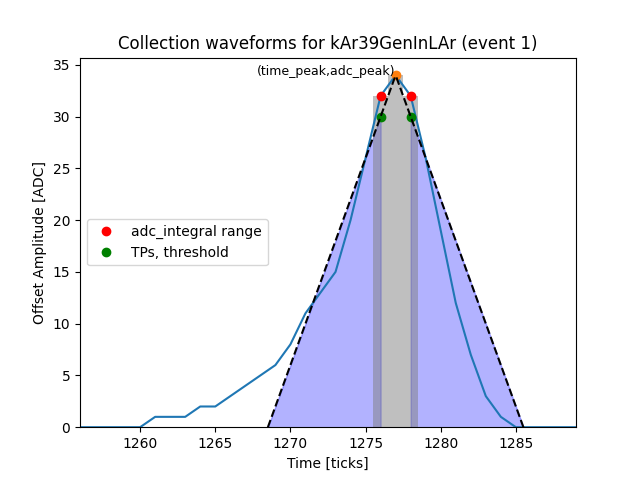 Collection waveforms for kAr39GenInLAr (event 1)
(time_peak,adc_peak)
35
30
25
20
15
10
5
0
Offset Amplitude [ADC]
adc_integral range
TPs, threshold
1260 1265 1270 1275 1280 1285
Time [ticks]